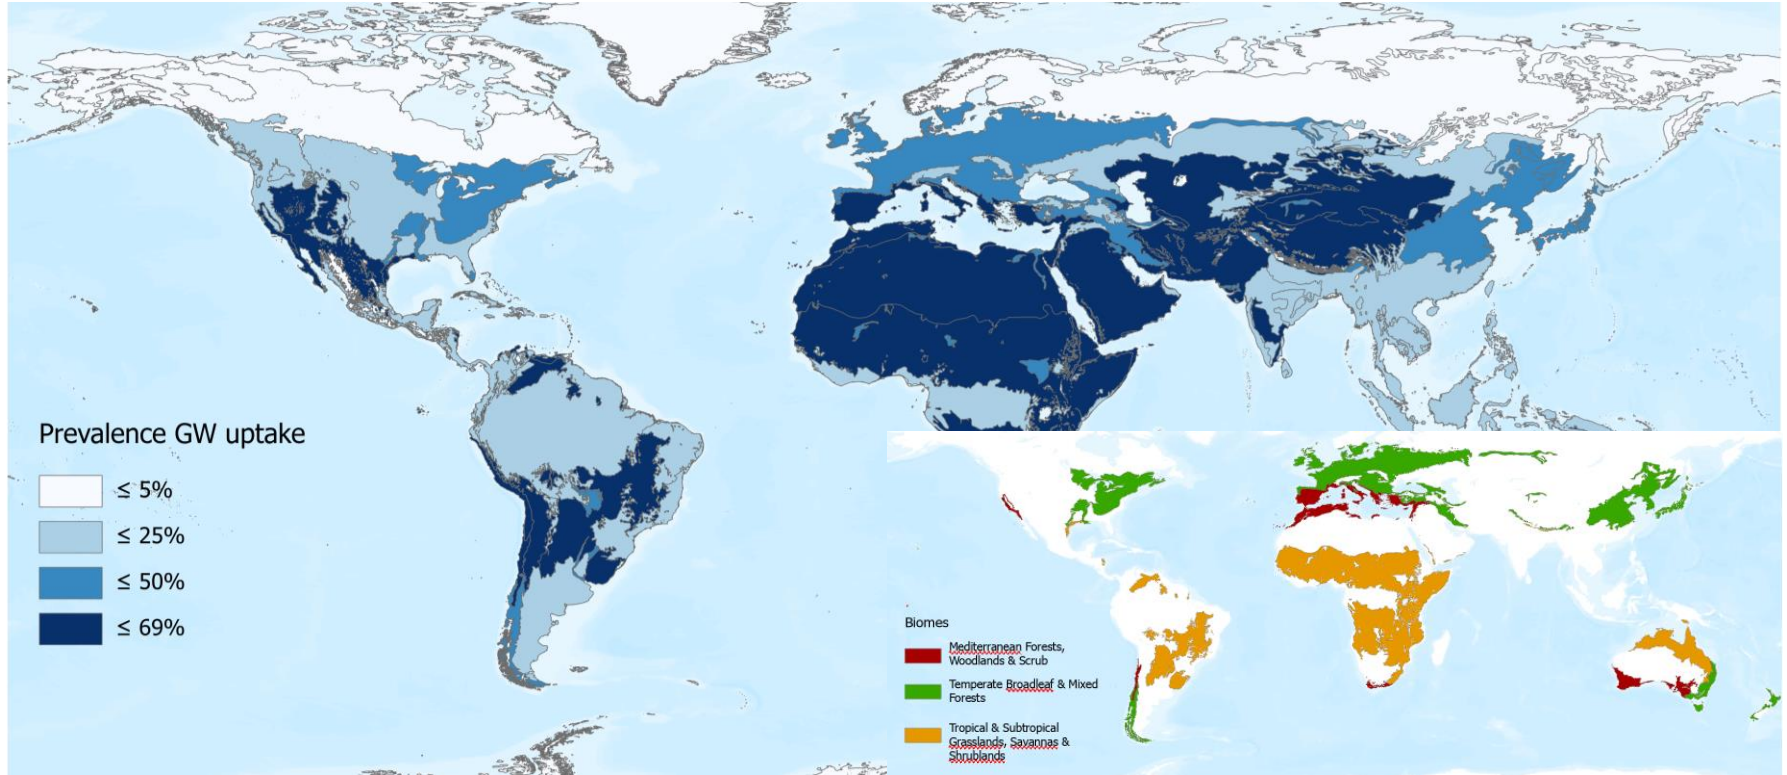 Prevalence GW uptake
≤ 5%
≤ 25%
≤ 50%
≤ 69%
Biomes
Mediterranean Forests,
Woodlands & Scrub
Temperate Broadleaf & Mixed
Forests
Tropical & Subtropical
Grasslands, Savannas &
Shrublands